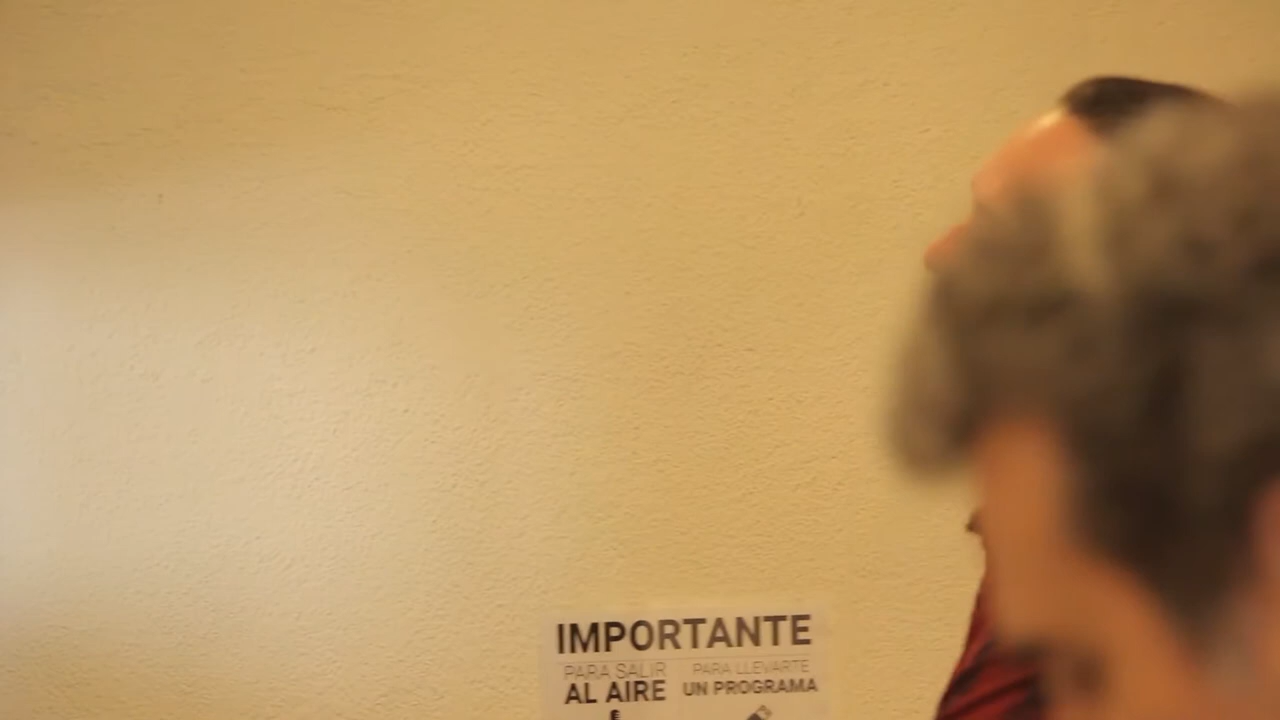 IMPORTANTE
PARA SALIR
AL AIRE
PARA LLEVARTE
UN PROGRAMA